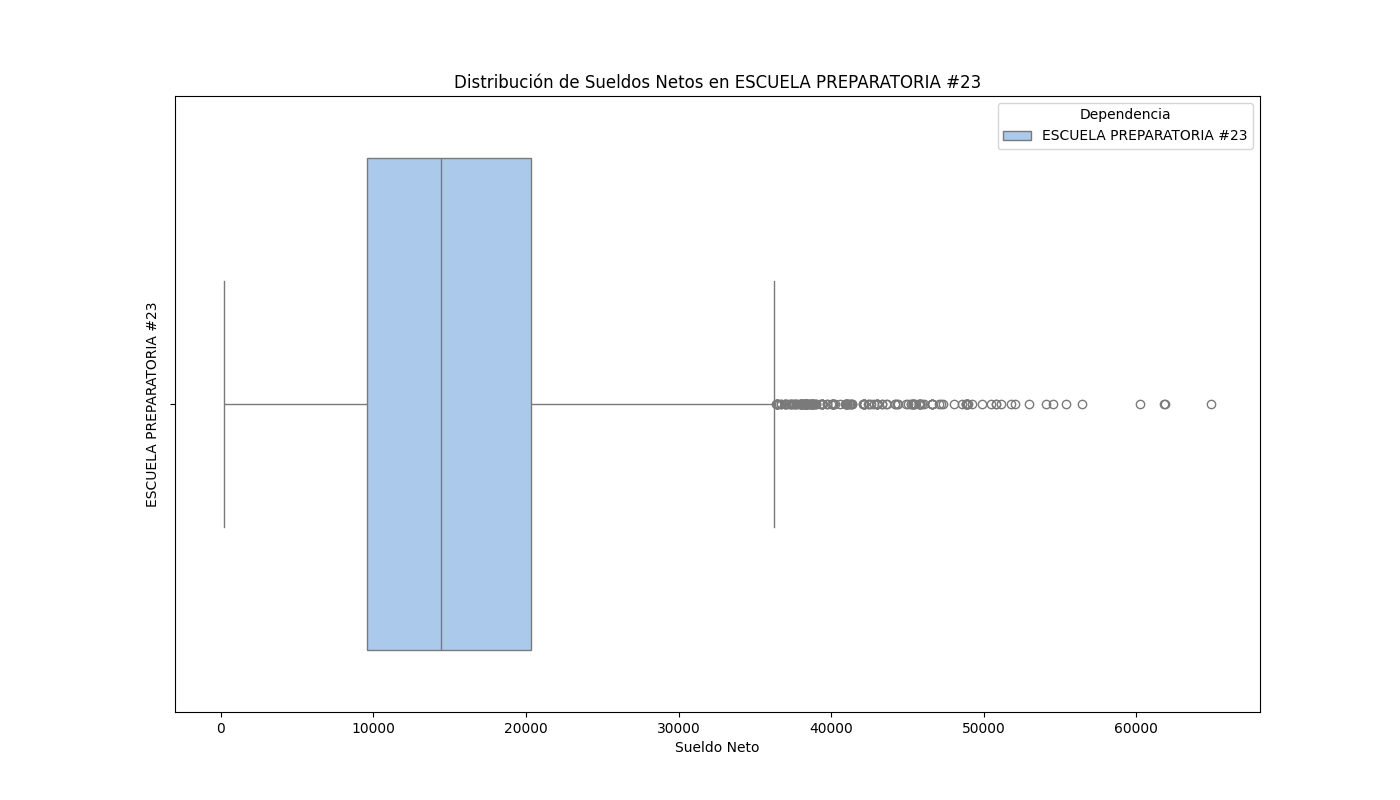 Distribución de Sueldos Netos en ESCUELA PREPARATORIA #23
Dependencia
ESCUELA PREPARATORIA #23
ESCUELA PREPARATORIA #23
0
10000
20000
30000
40000
50000
60000
Sueldo Neto